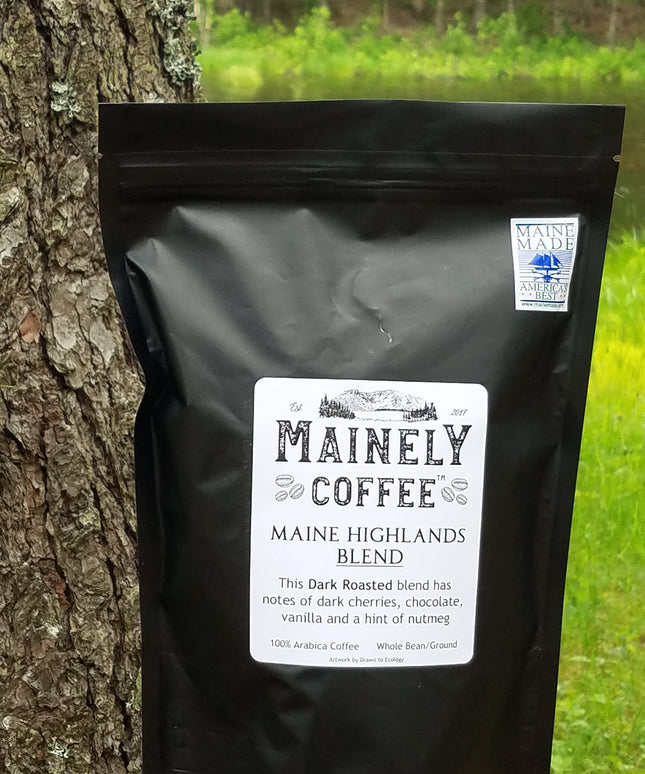 MAINE
MADE
AMERICA'S
BEST
Est. 2017
MAINELY
COFFEE™
MAINE HIGHLANDS
BLEND
This Dark Roasted blend has
notes of dark cherries, chocolate,
vanilla and a hint of nutmeg
100% Arabica Coffee Whole Bean/Ground
Artwork by Drawn to Ecology